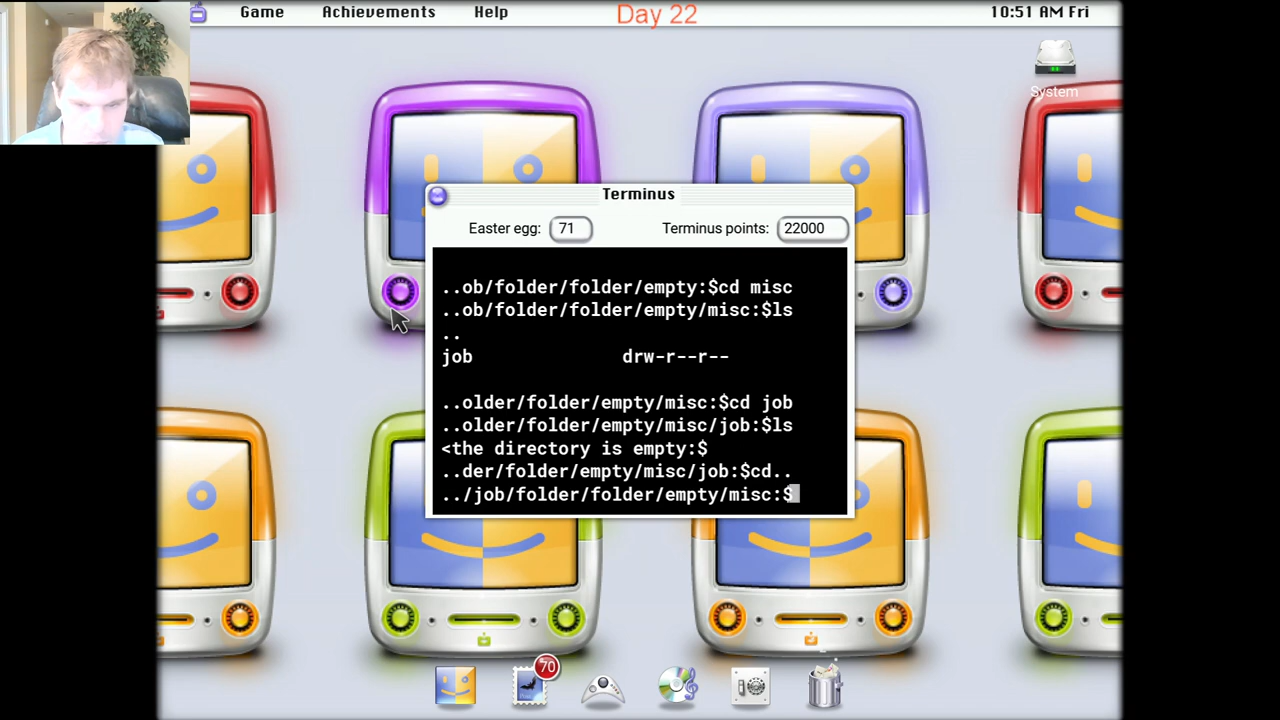 Game Achievements Help Day 22 10:51 AM Fri
System
Terminus
Easter egg: 71 Terminus points: 22000
..ob/folder/folder/empty:$cd misc
..ob/folder/folder/empty/misc:$ls
..
job drw-r--r--
..older/folder/empty/misc:$cd job
..older/folder/empty/misc/job:$ls
<the directory is empty:$
..der/folder/empty/misc/job:$cd..
../job/folder/folder/empty/misc:$
70